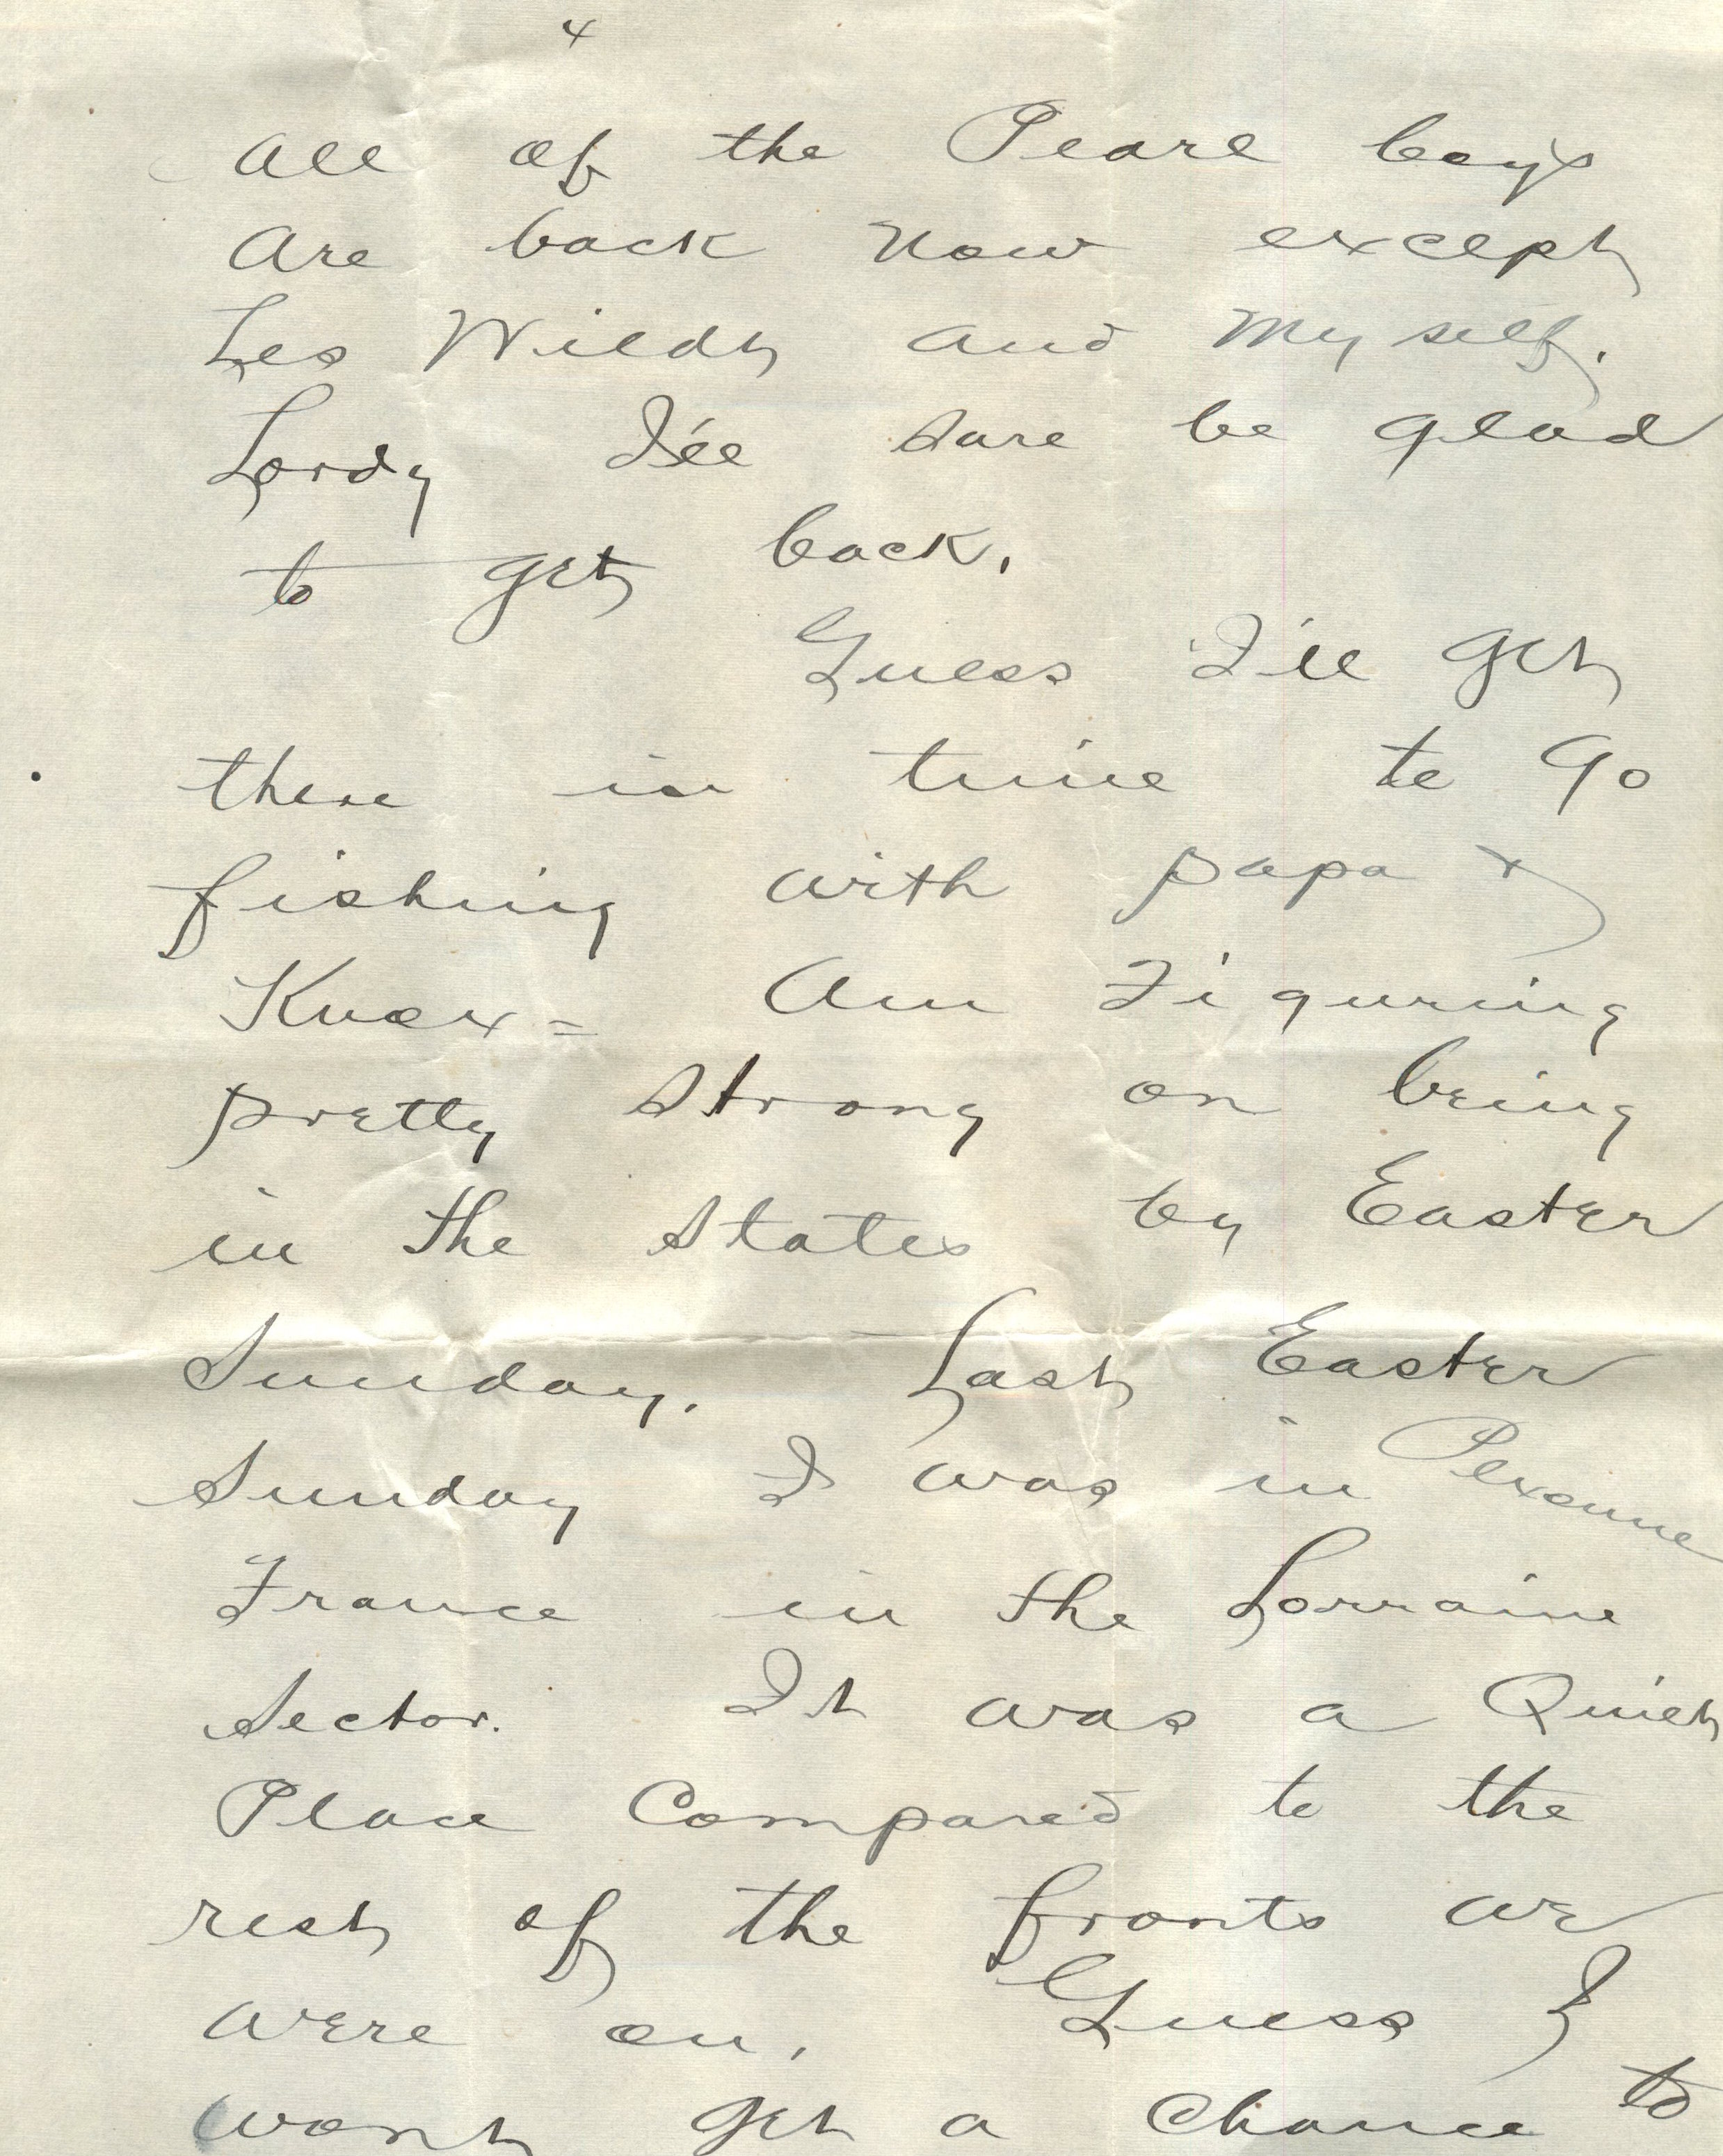 4
All of the Pearl boys
Are back now except
Les Wildt and myself.
Lordy I'll sure be glad
to get back.
Guess I'll get
there in time to go
fishing with papa &
Knox = Am Figuring
pretty strong on being
in the States by Easter
Sunday. Last Easter
Sunday I was in Pexonne
France in the Lorraine
Sector. It was a Quiet
Place Compared to the
rest of the fronts we
were on. Guess I
wont get a chance to